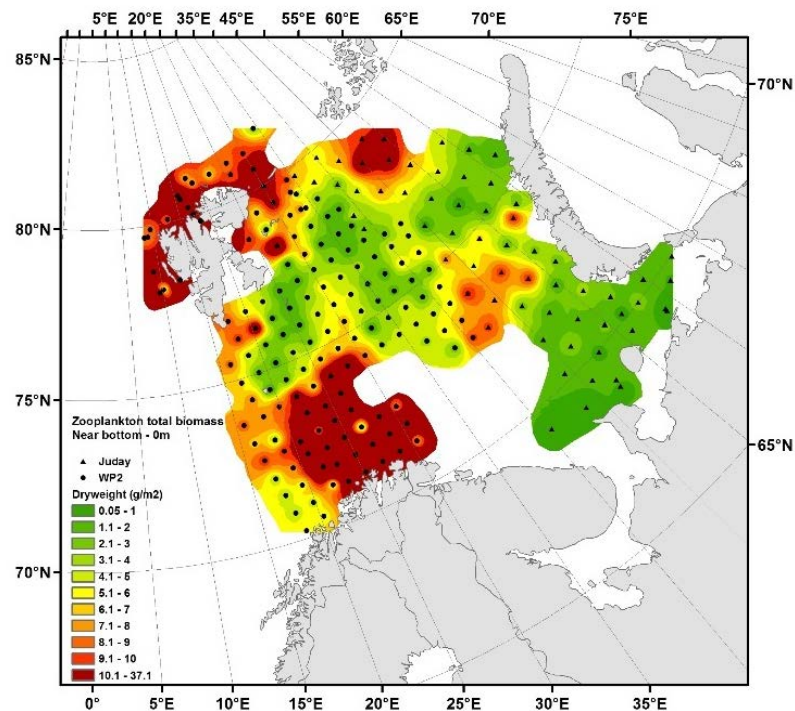 5°E 20°E 35°E 45°E 55°E 60°E 65°E 70°E 75°E
85°N
70°N
80°N
75°N
Zooplankton total biomass
Near bottom - 0m
65°N
Juday
WP2
Dryweight (g/m2)
0.05 - 1
1.1 - 2
2.1 - 3
3.1 - 4
4.1 - 5
70°N
5.1 - 6
6.1 - 7
7.1 - 8
8.1 - 9
9.1 - 10
10.1 - 37.1
0° 5°E 10°E 15°E 20°E 25°E 30°E 35°E